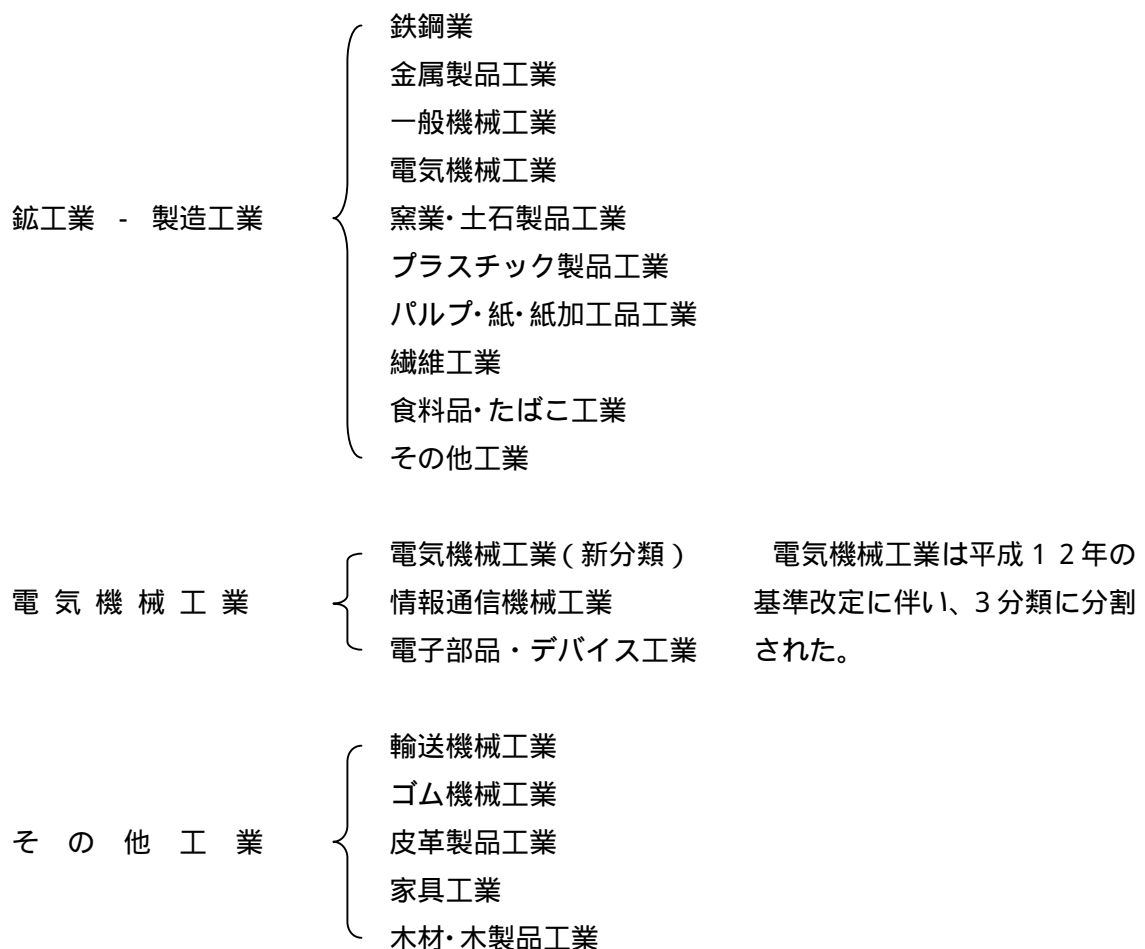 鉄鋼業
金属製品工業
一般機械工業
電気機械工業
鉱工業 - 製造工業 窯業・土石製品工業
プラスチック製品工業
パルプ・紙・紙加工品工業
繊維工業
食料品・たばこ工業
その他工業
電気機械工業(新分類) 電気機械工業は平成12年の
電気機械工業 情報通信機械工業 基準改定に伴い、3分類に分割
電子部品・デバイス工業 された。
輸送機械工業
ゴム機械工業
その他工業 皮革製品工業
家具工業
木材・木製品工業